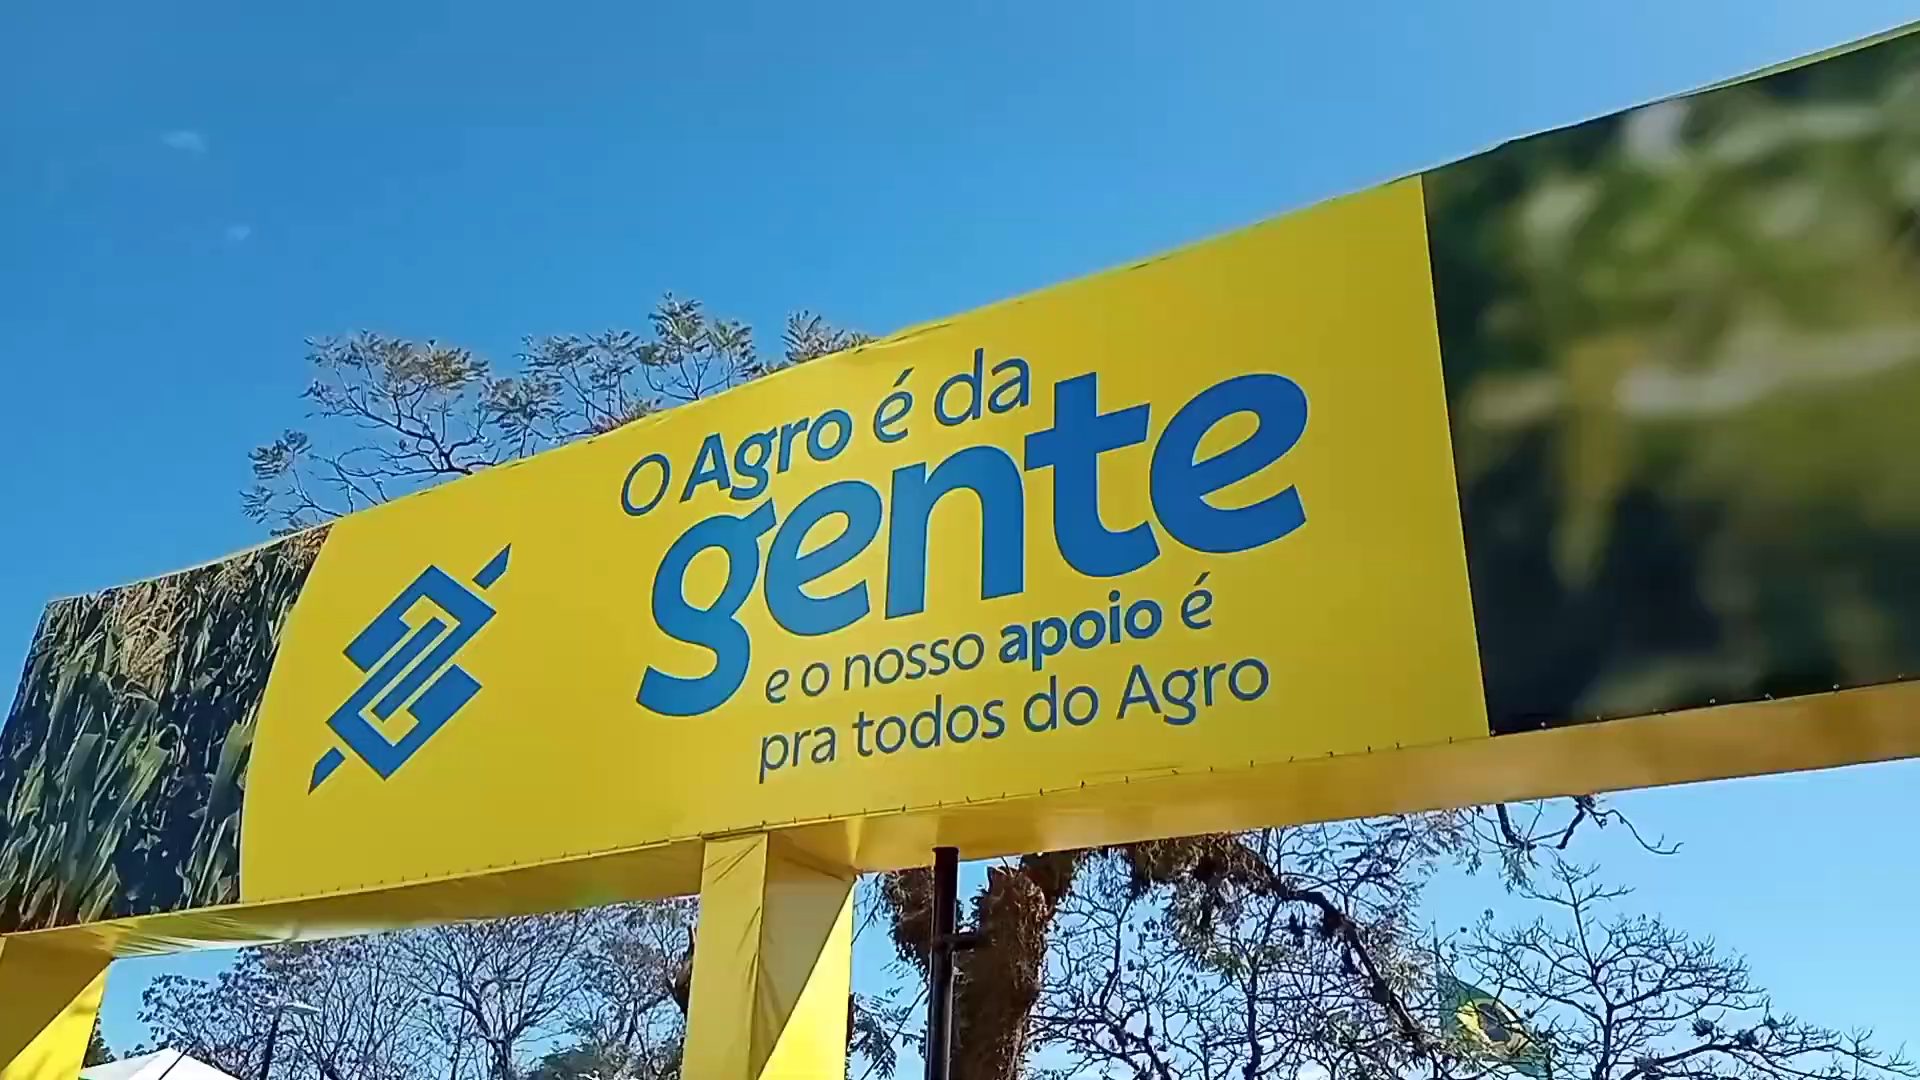 O Agro é da
gente
e o nosso apoio é
pra todos do Agro